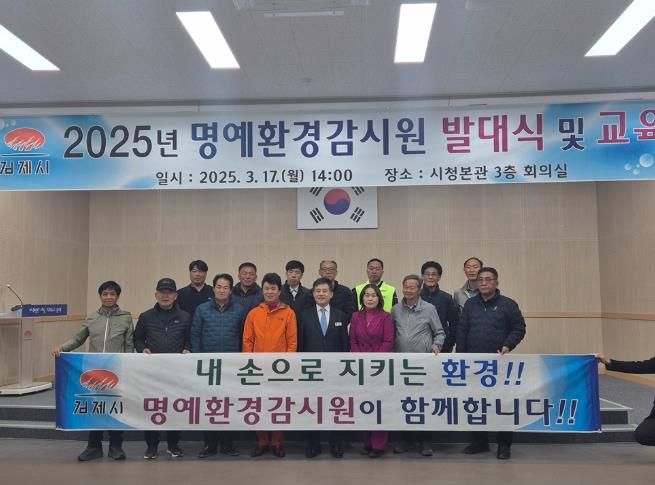 김제시
2025년 명예환경감시원 발대식 및 교육
일시 : 2025. 3. 17.(월) 14:00 장소 : 시청본관 3층 회의실
내 손으로 지키는 환경!!
김제시
명예환경감시원이 함께합니다!!